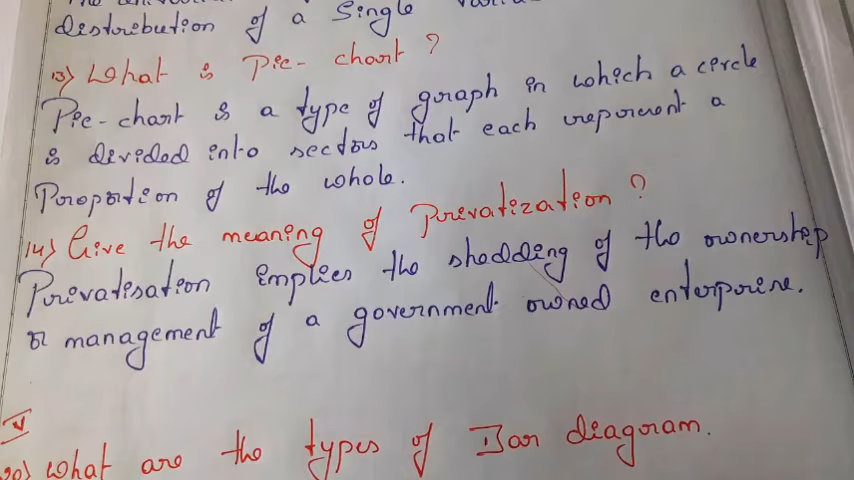 distribution of a Single
13) What is Pie- chart ?
Pie-chart is a type of graph in which a circle
is divided into sectors that each represent a
Proportion of the whole.
14) Give the meaning of Privatization ?
Privatisation implies the shedding of the ownership
or management of a government owned enterprise.
V
20) What are the types of Bar diagram.